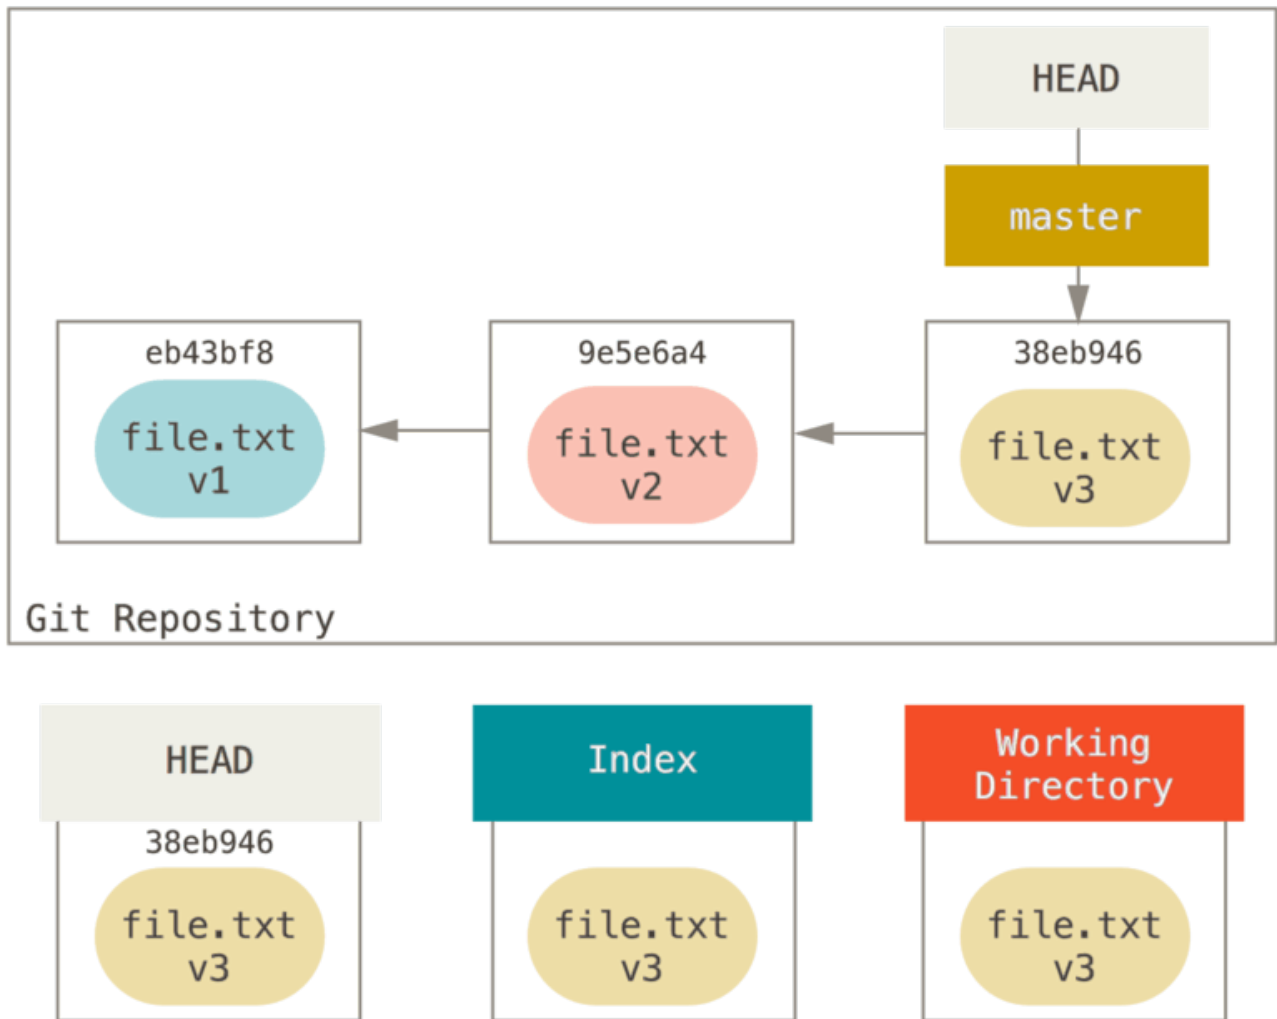 HEAD
master
eb43bf8
9e5e6a4
38eb946
file.txt
v1
file.txt
v2
file.txt
v3
Git Repository
HEAD
Index
Working
Directory
38eb946
file.txt
v3
file.txt
v3
file.txt
v3